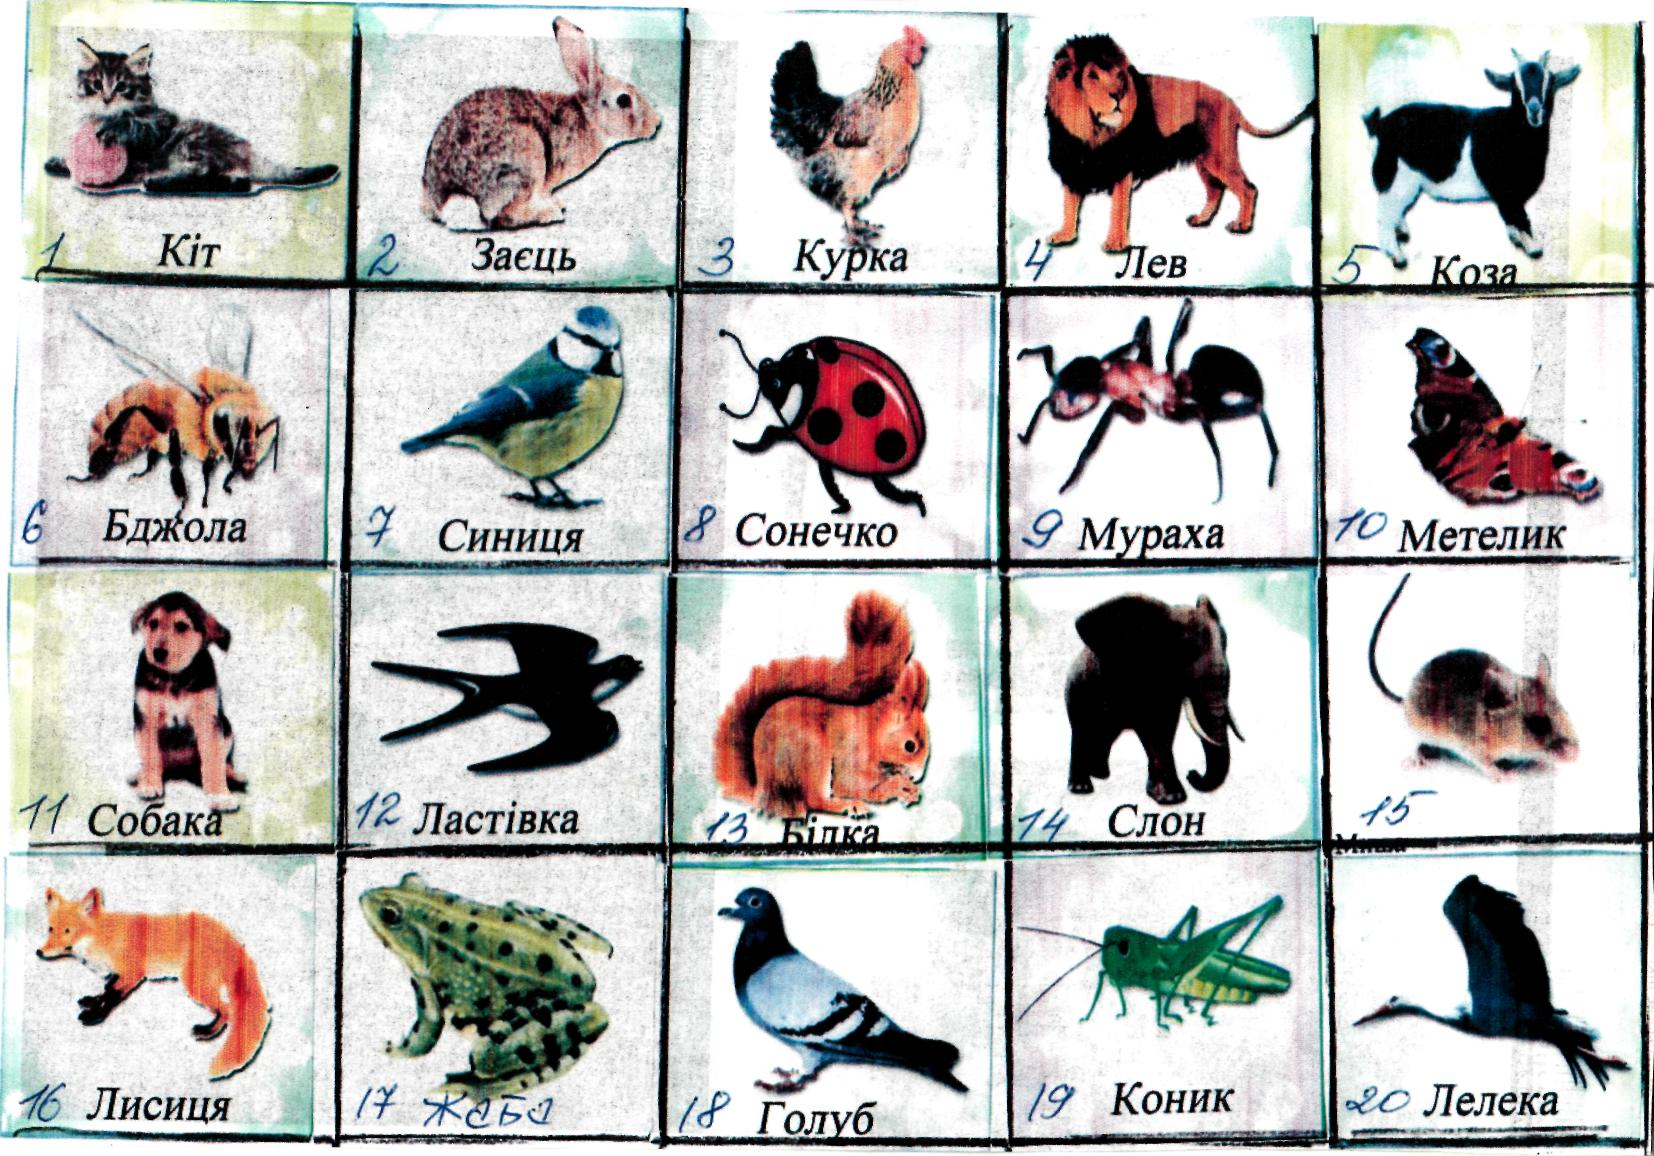 1 Кіт
2 Заєць
3 Курка
4 Лев
5 Коза
6 Бджола
7 Синиця
8 Сонечко
9 Мураха
10 Метелик
11 Собака
12 Ластівка
13 Білка
14 Слон
15
16 Лисиця
17 Жаба
18 Голуб
19 Коник
20 Лелека